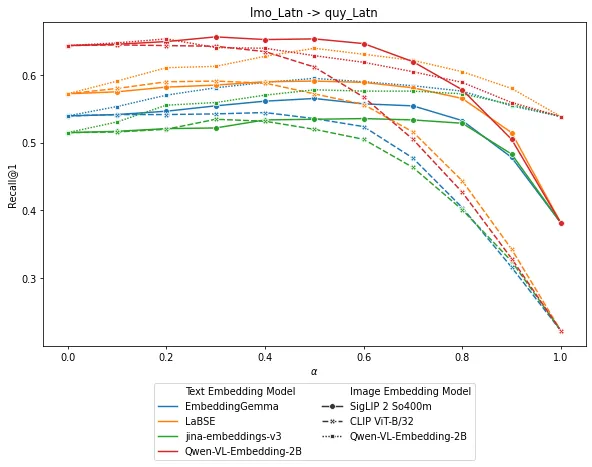 lmo_Latn -> quy_Latn
Recall@1
0.6
0.5
0.4
0.3
0.0
0.2
0.4
0.6
0.8
1.0
α
Text Embedding Model
EmbeddingGemma
LaBSE
jina-embeddings-v3
Qwen-VL-Embedding-2B
Image Embedding Model
SigLIP 2 So400m
CLIP ViT-B/32
Qwen-VL-Embedding-2B